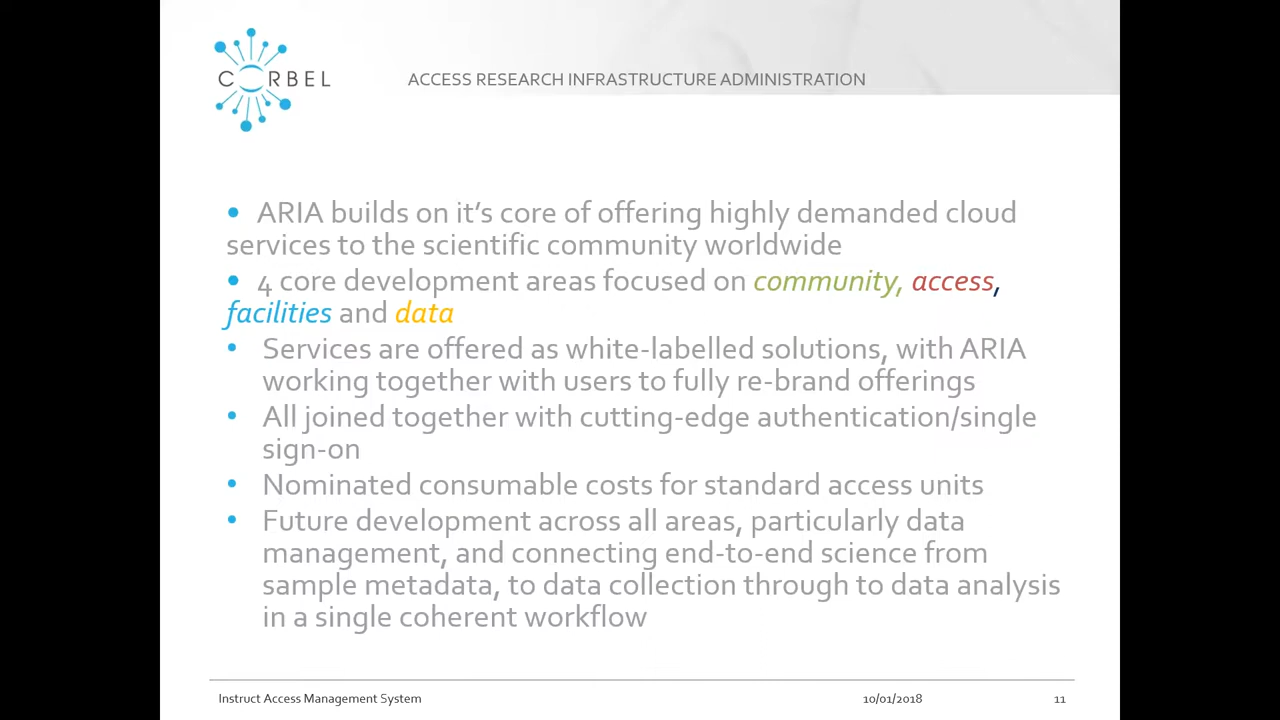 CORBEL
ACCESS RESEARCH INFRASTRUCTURE ADMINISTRATION
• ARIA builds on it's core of offering highly demanded cloud
services to the scientific community worldwide
• 4 core development areas focused on community, access,
facilities and data
• Services are offered as white-labelled solutions, with ARIA
working together with users to fully re-brand offerings
• All joined together with cutting-edge authentication/single
sign-on
• Nominated consumable costs for standard access units
• Future development across all areas, particularly data
management, and connecting end-to-end science from
sample metadata, to data collection through to data analysis
in a single coherent workflow
Instruct Access Management System 10/01/2018 11